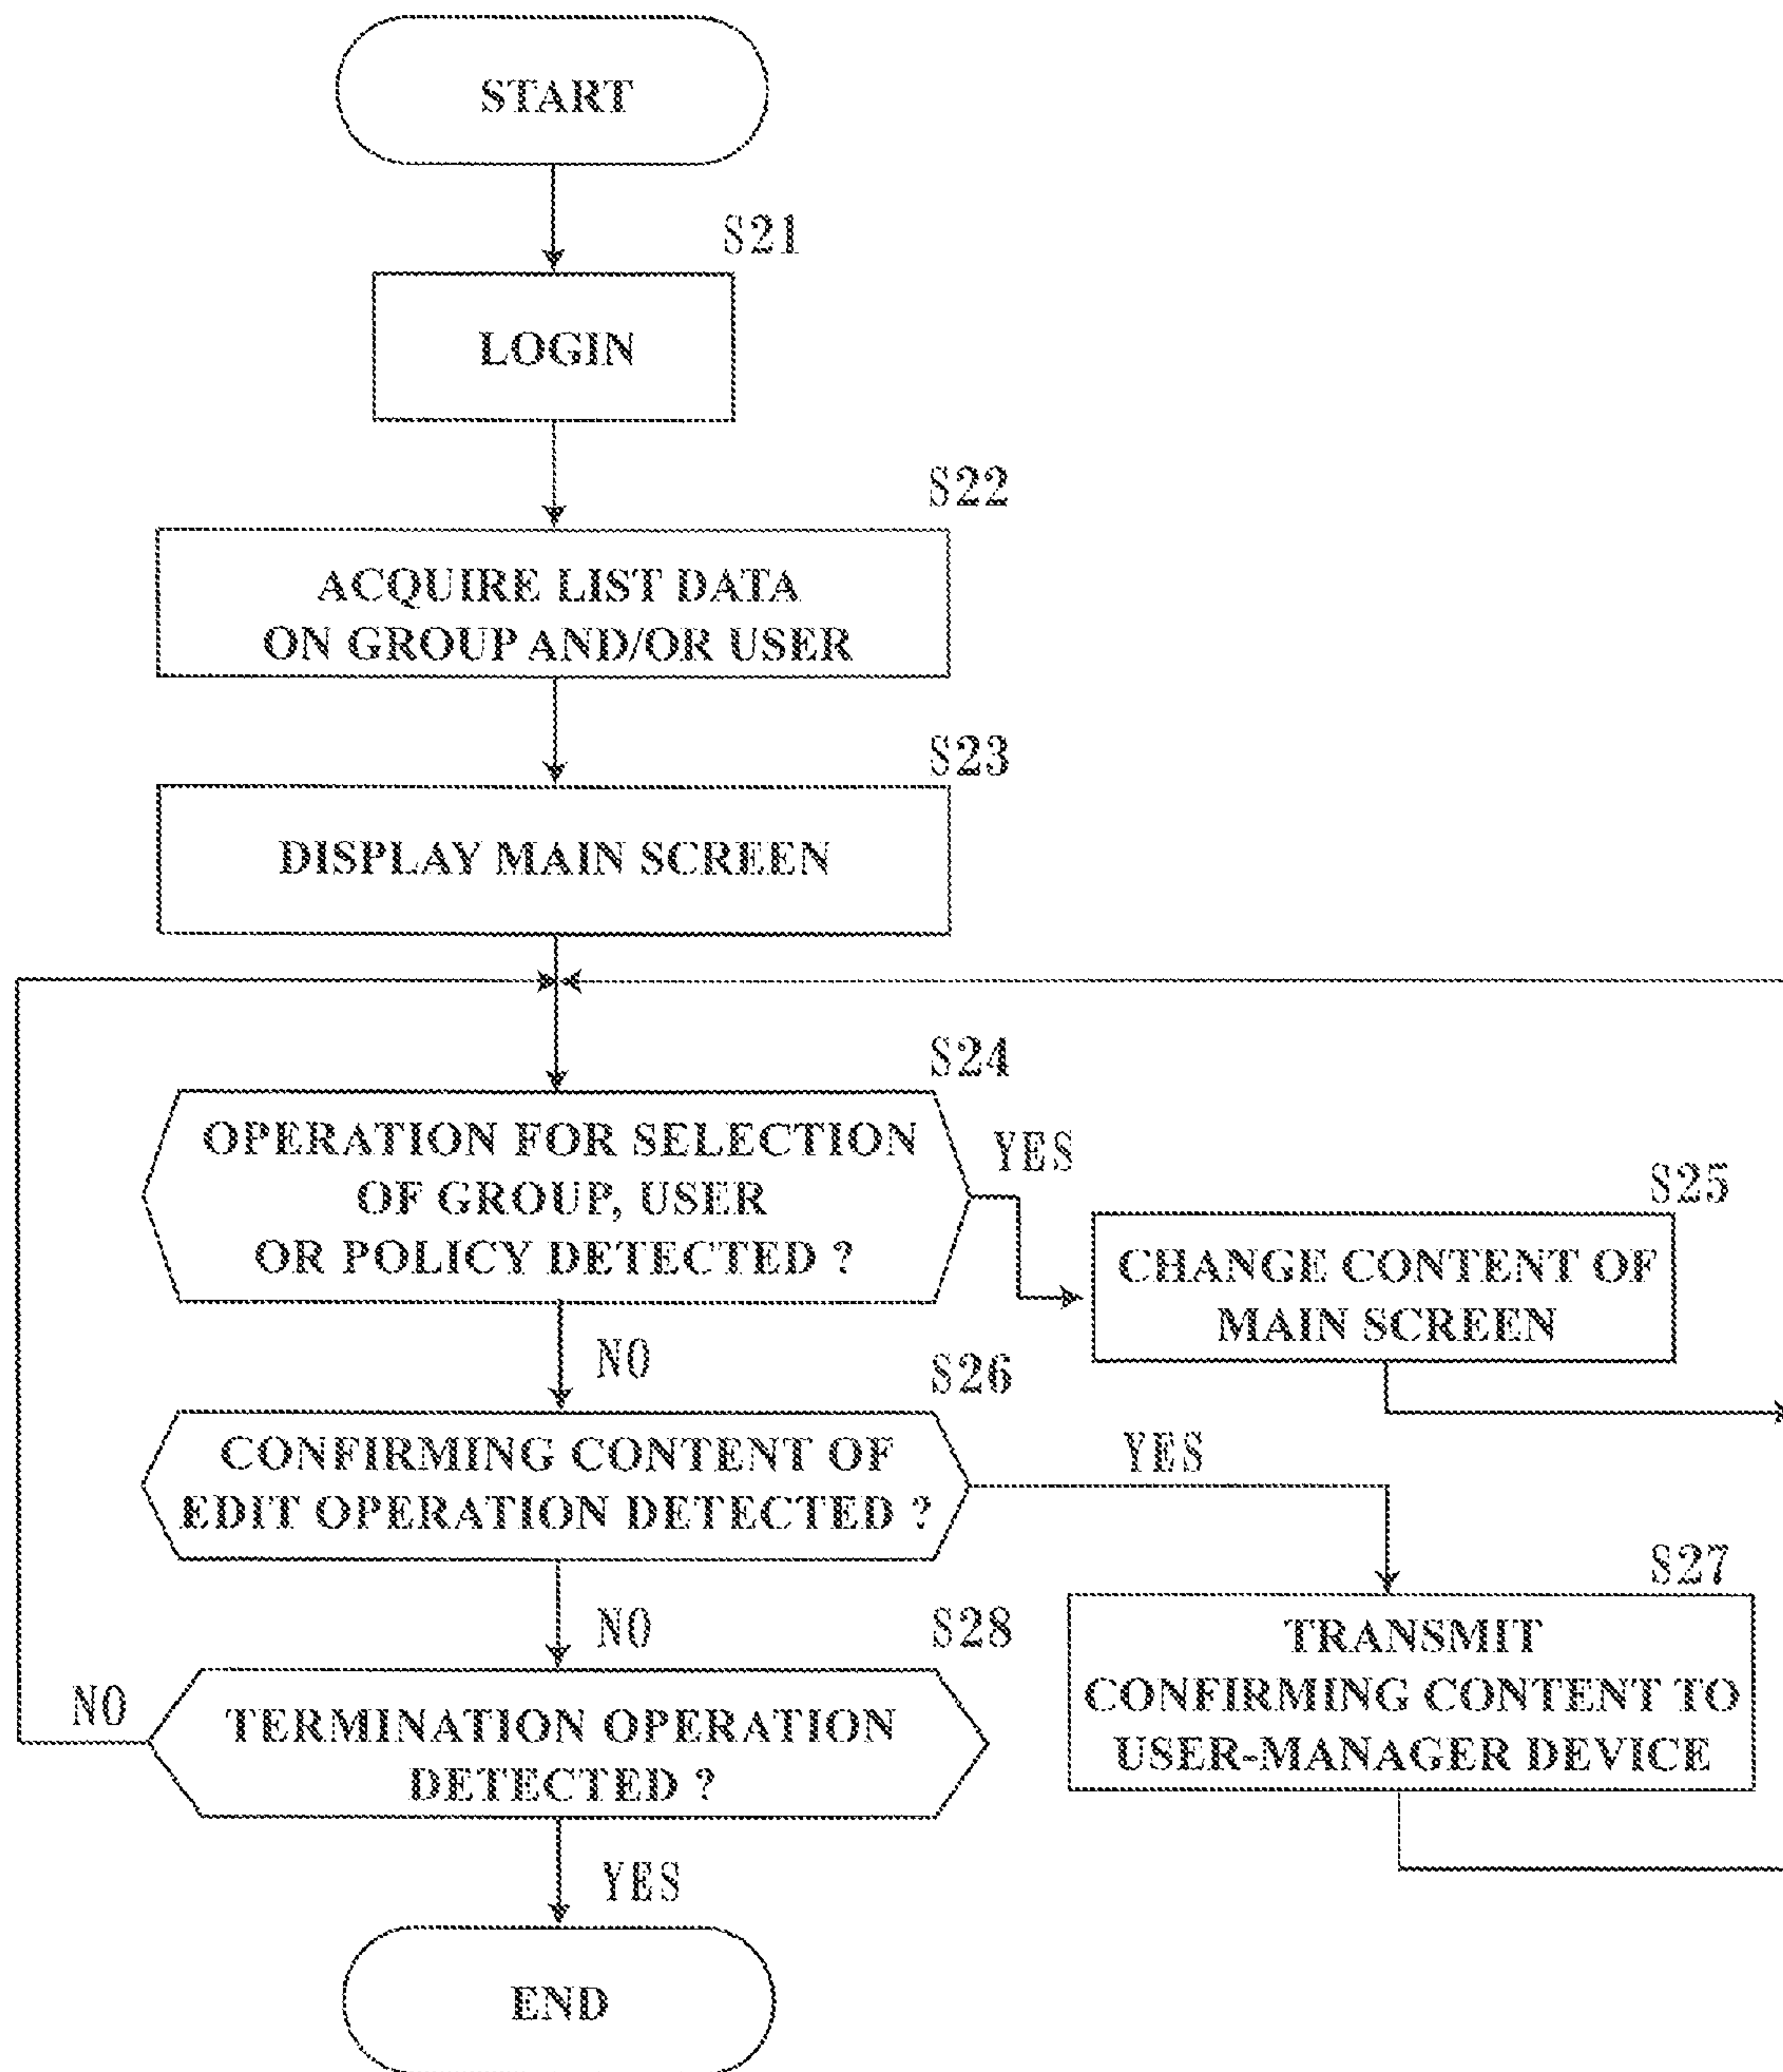 START
S21
LOGIN
S22
ACQUIRE LIST DATA
ON GROUP AND/OR USER
S23
DISPLAY MAIN SCREEN
S24
OPERATION FOR SELECTION
OF GROUP, USER
OR POLICY DETECTED ?
YES
S25
CHANGE CONTENT OF
MAIN SCREEN
NO
S26
CONFIRMING CONTENT OF
EDIT OPERATION DETECTED ?
YES
S27
TRANSMIT
CONFIRMING CONTENT TO
USER-MANAGER DEVICE
NO
S28
TERMINATION OPERATION
DETECTED ?
NO
YES
END